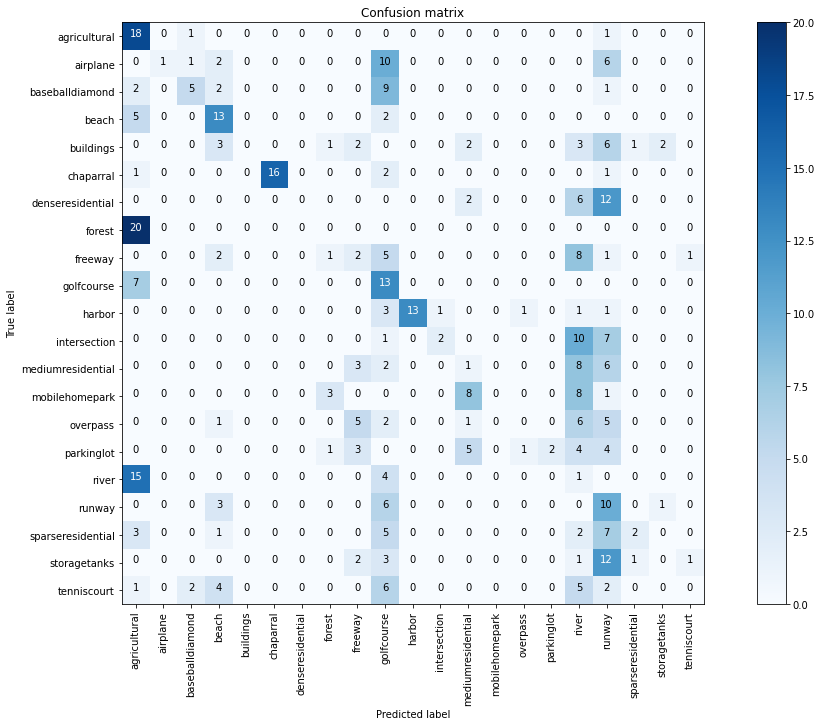 Confusion matrix
True label
agricultural 18 0 1 0 0 0 0 0 0 0 0 0 0 0 0 0 0 1 0 0 0
airplane 0 1 1 2 0 0 0 0 0 10 0 0 0 0 0 0 0 6 0 0 0
baseballdiamond 2 0 5 2 0 0 0 0 0 9 0 0 0 0 0 0 0 1 0 0 0
beach 5 0 0 13 0 0 0 0 0 2 0 0 0 0 0 0 0 0 0 0 0
buildings 0 0 0 3 0 0 0 1 2 0 0 0 2 0 0 0 3 6 1 2 0
chaparral 1 0 0 0 0 16 0 0 0 2 0 0 0 0 0 0 0 1 0 0 0
denseresidential 0 0 0 0 0 0 0 0 0 0 0 0 2 0 0 0 6 12 0 0 0
forest 20 0 0 0 0 0 0 0 0 0 0 0 0 0 0 0 0 0 0 0 0
freeway 0 0 0 2 0 0 0 1 2 5 0 0 0 0 0 0 8 1 0 0 1
golfcourse 7 0 0 0 0 0 0 0 0 13 0 0 0 0 0 0 0 0 0 0 0
harbor 0 0 0 0 0 0 0 0 0 3 13 1 0 0 1 0 1 1 0 0 0
intersection 0 0 0 0 0 0 0 0 0 1 0 2 0 0 0 0 10 7 0 0 0
mediumresidential 0 0 0 0 0 0 0 0 3 2 0 0 1 0 0 0 8 6 0 0 0
mobilehomepark 0 0 0 0 0 0 0 3 0 0 0 0 8 0 0 0 8 1 0 0 0
overpass 0 0 0 1 0 0 0 0 5 2 0 0 1 0 0 0 6 5 0 0 0
parkinglot 0 0 0 0 0 0 0 1 3 0 0 0 5 0 1 2 4 4 0 0 0
river 15 0 0 0 0 0 0 0 0 4 0 0 0 0 0 0 1 0 0 0 0
runway 0 0 0 3 0 0 0 0 0 6 0 0 0 0 0 0 0 10 0 1 0
sparseresidential 3 0 0 1 0 0 0 0 0 5 0 0 0 0 0 0 2 7 2 0 0
storagetanks 0 0 0 0 0 0 0 0 2 3 0 0 0 0 0 0 1 12 1 0 1
tenniscourt 1 0 2 4 0 0 0 0 0 6 0 0 0 0 0 0 5 2 0 0 0
agricultural
airplane
baseballdiamond
beach
buildings
chaparral
denseresidential
forest
freeway
golfcourse
harbor
intersection
mediumresidential
mobilehomepark
overpass
parkinglot
river
runway
sparseresidential
storagetanks
tenniscourt
Predicted label
20.0
17.5
15.0
12.5
10.0
7.5
5.0
2.5
0.0